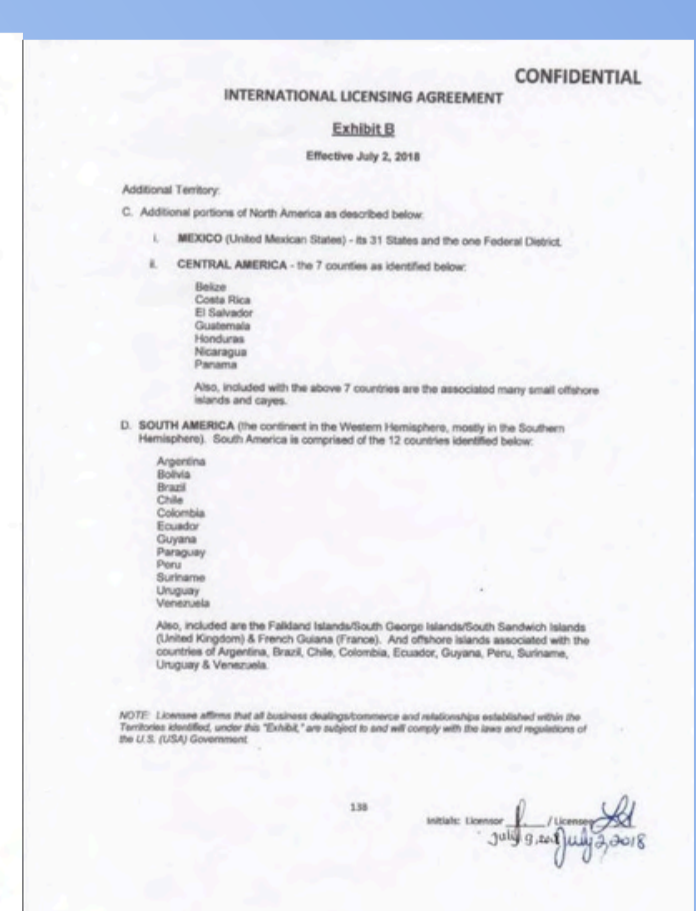 CONFIDENTIAL
INTERNATIONAL LICENSING AGREEMENT
Exhibit B
Effective July 2, 2018
Additional Territory:
C. Additional portions of North America as described below:
i. MEXICO (United Mexican States) - its 31 States and the one Federal District.
ii. CENTRAL AMERICA - the 7 counties as identified below:
Belize
Costa Rica
El Salvador
Guatemala
Honduras
Nicaragua
Panama
Also, included with the above 7 countries are the associated many small offshore
islands and cayes.
D. SOUTH AMERICA (the continent in the Western Hemisphere, mostly in the Southern
Hemisphere). South America is comprised of the 12 countries identified below:
Argentina
Bolivia
Brazil
Chile
Colombia
Ecuador
Guyana
Paraguay
Peru
Suriname
Uruguay
Venezuela
Also, included are the Falkland Islands/South George Islands/South Sandwich Islands
(United Kingdom) & French Guiana (France). And offshore islands associated with the
countries of Argentina, Brazil, Chile, Colombia, Ecuador, Guyana, Peru, Suriname,
Uruguay & Venezuela.
NOTE: Licensee affirms that all business dealings/commerce and relationships established within the
Territories identified, under this "Exhibit," are subject to and will comply with the laws and regulations of
the U.S. (USA) Government.
138
Initials: Licensor / Licensee
July 9, 2018 July 2, 2018